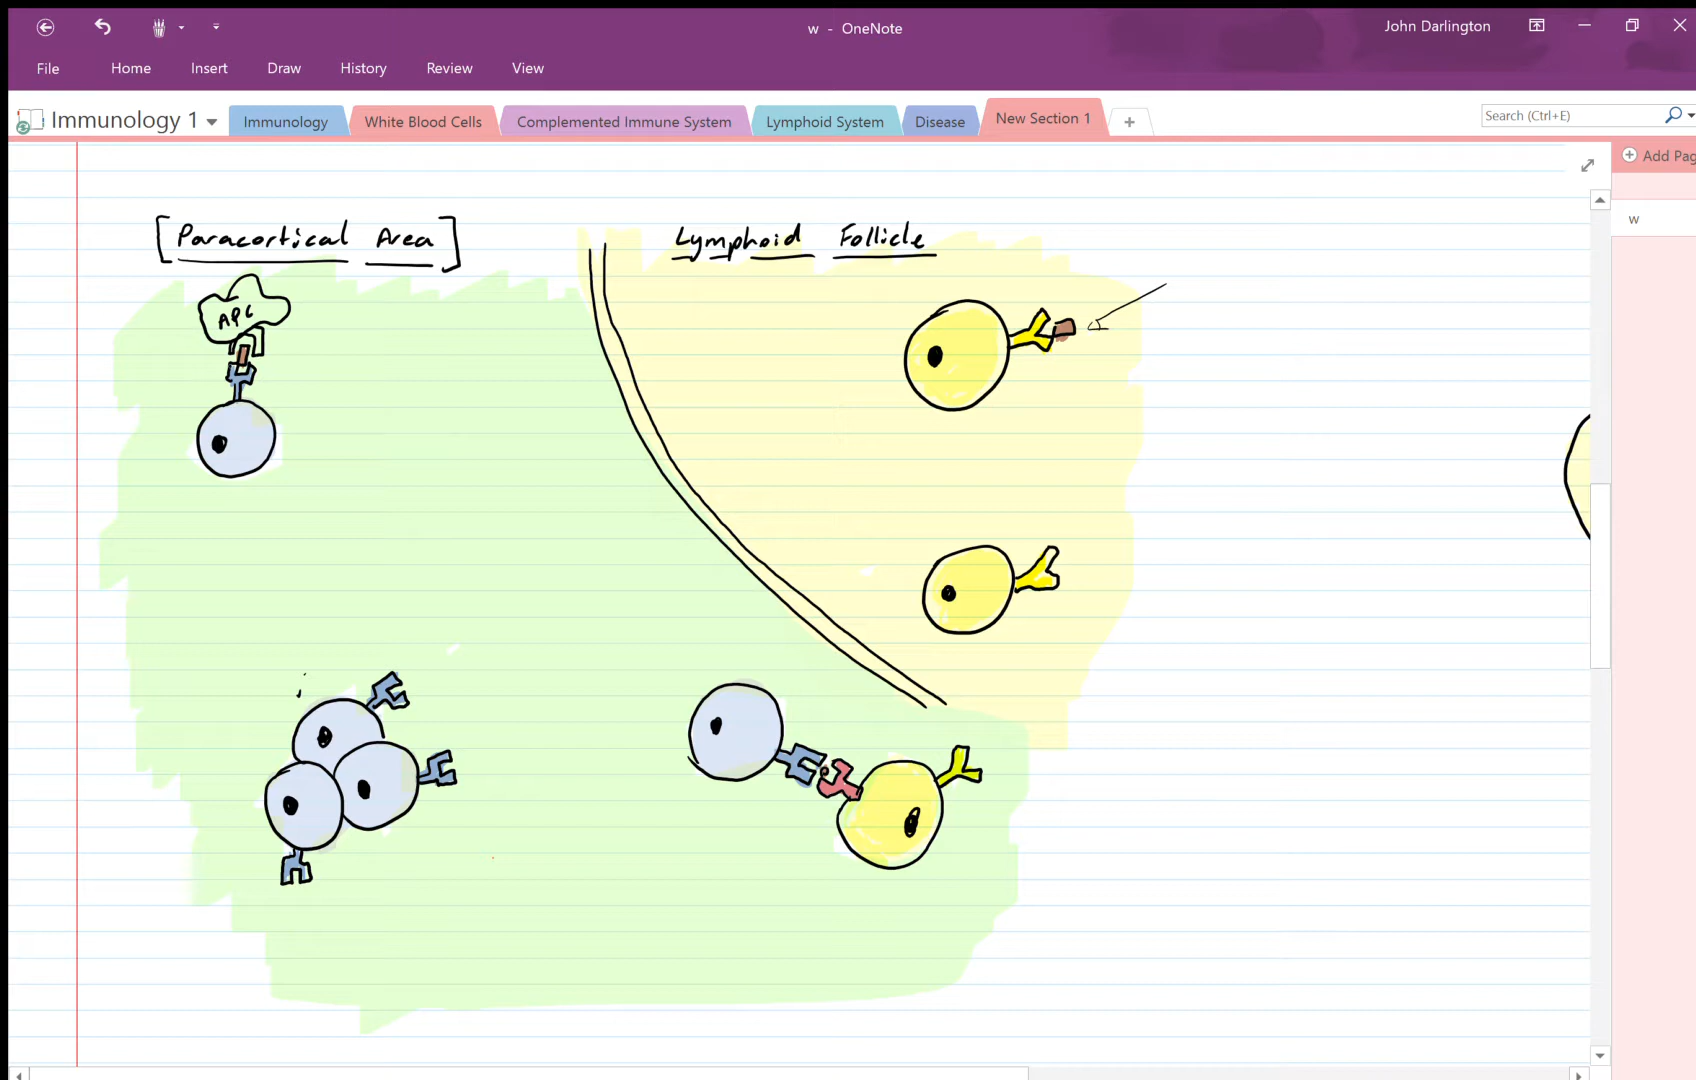 w - OneNote
John Darlington
File Home Insert Draw History Review View
Immunology 1 Immunology White Blood Cells Complemented Immune System Lymphoid System Disease New Section 1
Search (Ctrl+E)
Add Pag
w
[Paracortical Area]
Lymphoid Follicle
APC